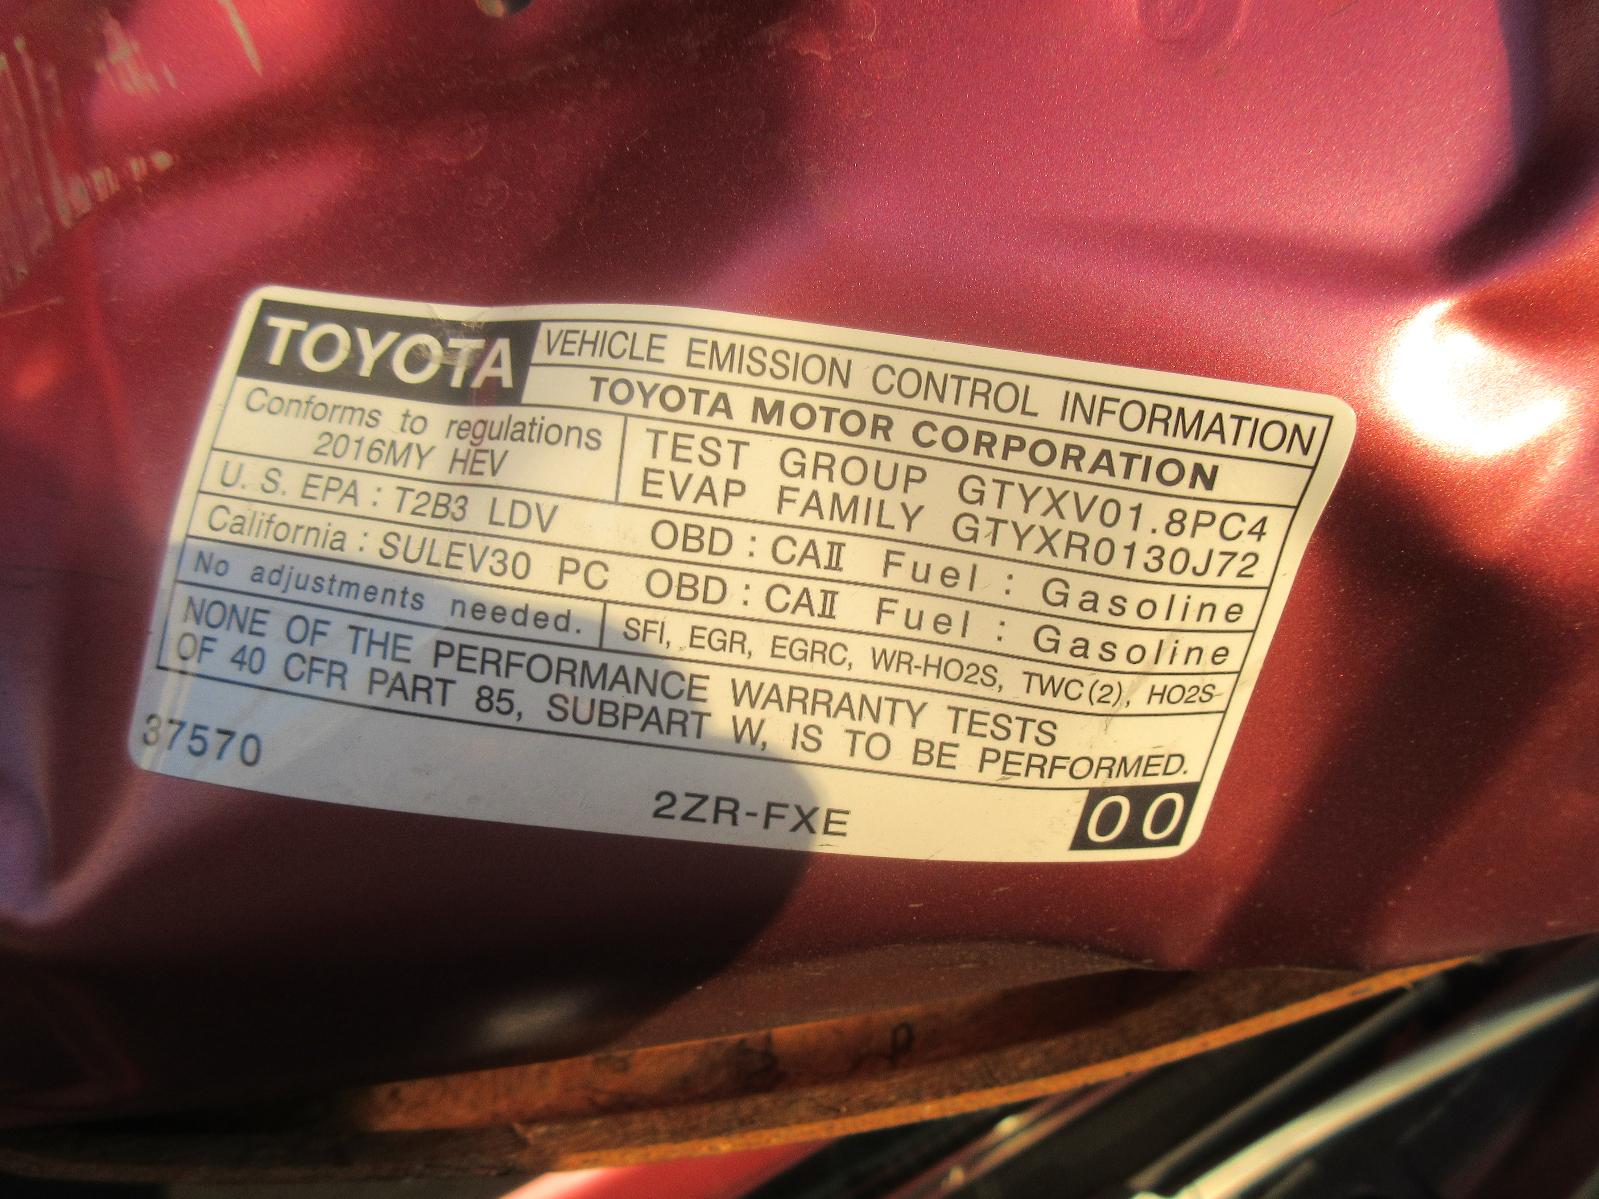 TOYOTA VEHICLE EMISSION CONTROL INFORMATION
TOYOTA MOTOR CORPORATION
Conforms to regulations
2016MY HEV
TEST GROUP GTYXV01.8PC4
EVAP FAMILY GTYXR0130J72
U. S. EPA : T2B3 LDV OBD : CAII Fuel : Gasoline
California : SULEV30 PC OBD : CAII Fuel : Gasoline
No adjustments needed. SFI, EGR, EGRC, WR-HO2S, TWC(2), HO2S
NONE OF THE PERFORMANCE WARRANTY TESTS
OF 40 CFR PART 85, SUBPART W, IS TO BE PERFORMED.
37570
2ZR-FXE
00